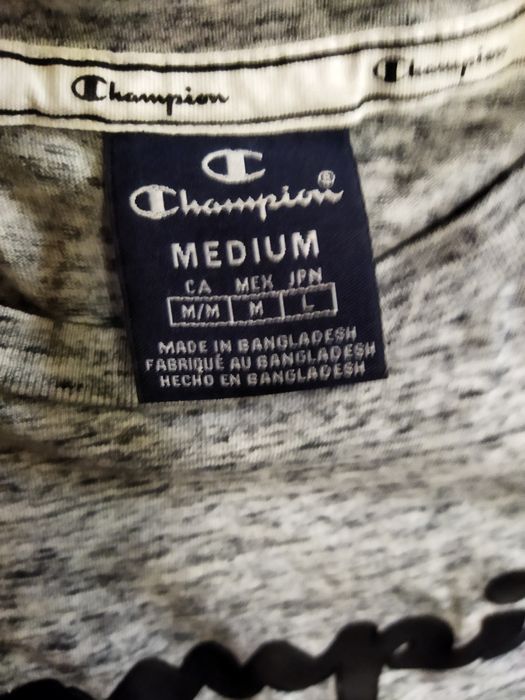 Champion Champion
Champion®
MEDIUM
CA MEX JPN
M/M M L
MADE IN BANGLADESH
FABRIQUÉ AU BANGLADESH
HECHO EN BANGLADESH